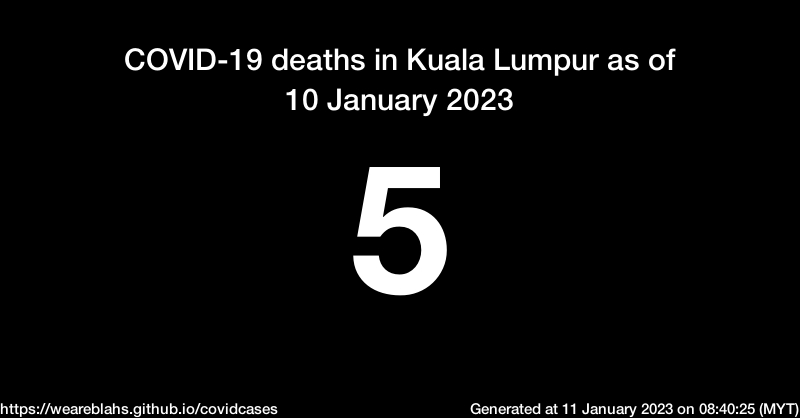 COVID-19 deaths in Kuala Lumpur as of
10 January 2023
5
https://weareblahs.github.io/covidcases
Generated at 11 January 2023 on 08:40:25 (MYT)